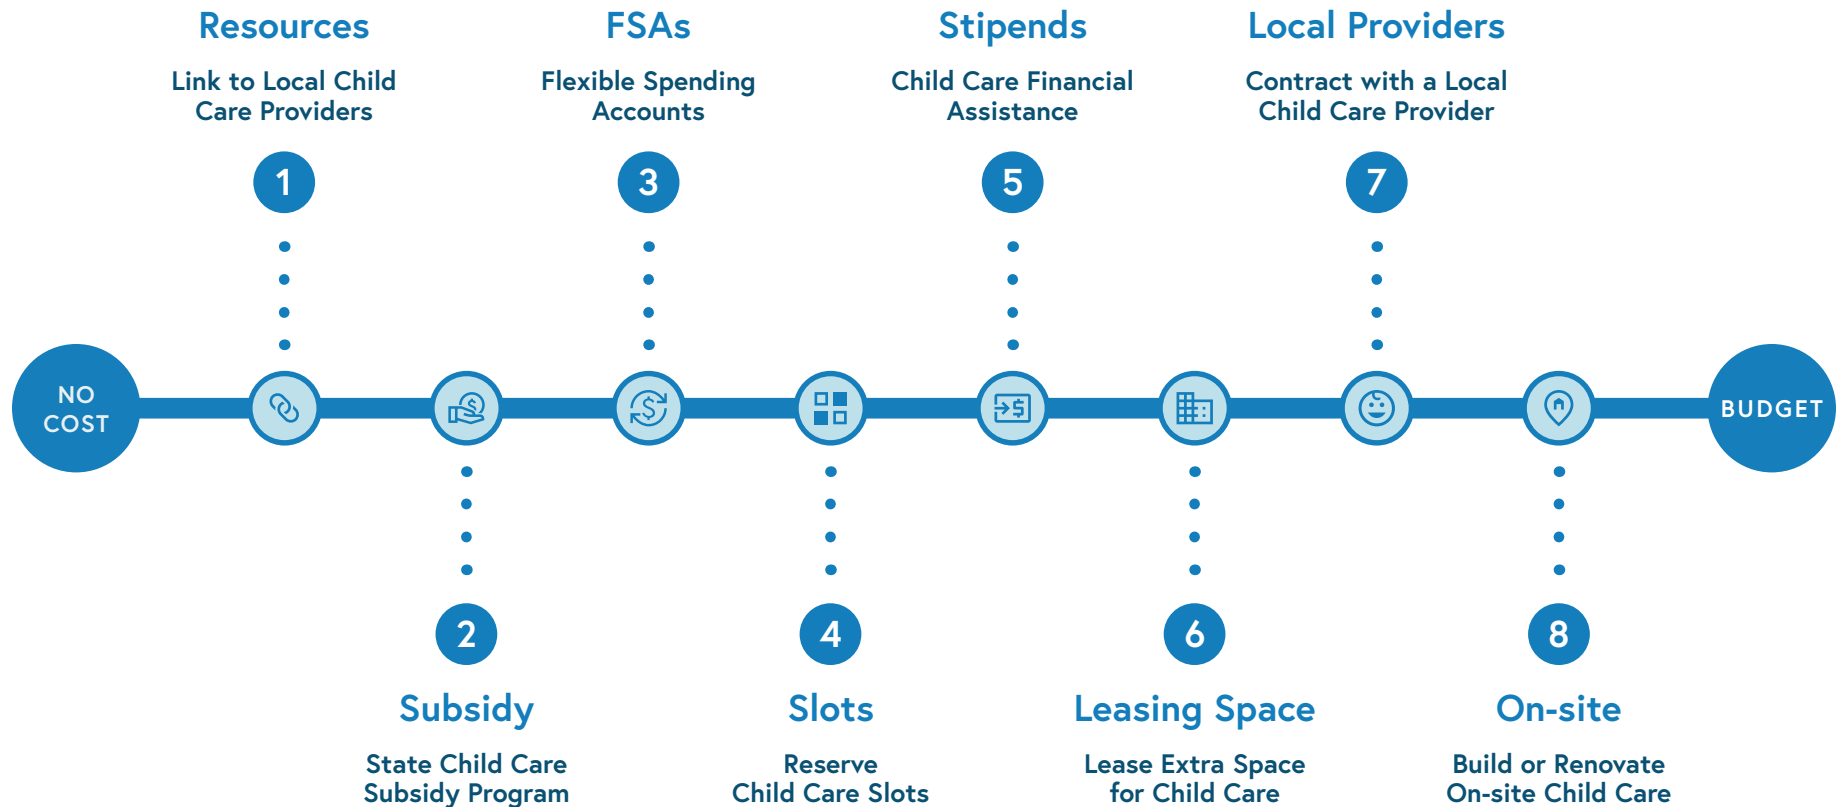 Resources
Link to Local Child
Care Providers
1
FSAs
Flexible Spending
Accounts
3
Stipends
Child Care Financial
Assistance
5
Local Providers
Contract with a Local
Child Care Provider
7
NO
COST
BUDGET
2
Subsidy
State Child Care
Subsidy Program
4
Slots
Reserve
Child Care Slots
6
Leasing Space
Lease Extra Space
for Child Care
8
On-site
Build or Renovate
On-site Child Care